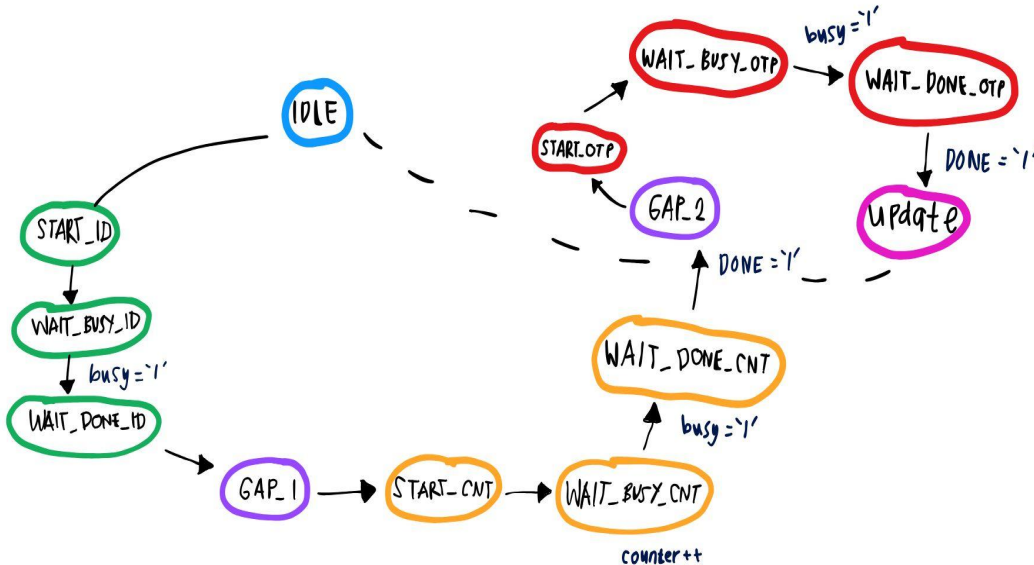 IDLE
START_ID
WAIT_BUSY_ID
busy='1'
WAIT_DONE_ID
GAP_1
START_CNT
WAIT_BUSY_CNT
counter++
busy='1'
WAIT_DONE_CNT
DONE='1'
GAP_2
START_OTP
WAIT_BUSY_OTP
busy='1'
WAIT_DONE_OTP
DONE='1'
update